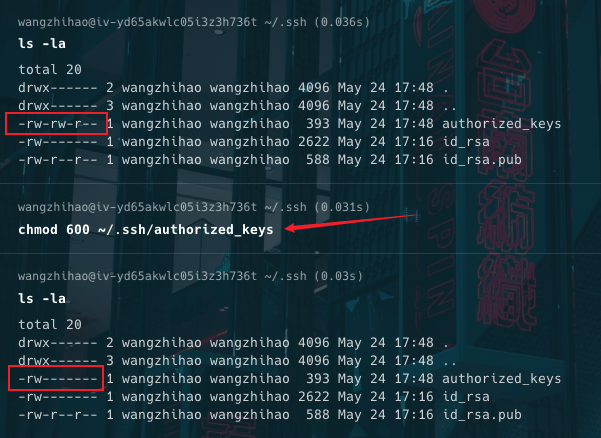 wangzhihao@iv-yd65akwlc05i3z3h736t ~/.ssh (0.036s)
ls -la
total 20
drwx------ 2 wangzhihao wangzhihao 4096 May 24 17:48 .
drwx------ 3 wangzhihao wangzhihao 4096 May 24 17:48 ..
-rw-rw-r-- 1 wangzhihao wangzhihao  393 May 24 17:48 authorized_keys
-rw------- 1 wangzhihao wangzhihao 2622 May 24 17:16 id_rsa
-rw-r--r-- 1 wangzhihao wangzhihao  588 May 24 17:16 id_rsa.pub
wangzhihao@iv-yd65akwlc05i3z3h736t ~/.ssh (0.031s)
chmod 600 ~/.ssh/authorized_keys
wangzhihao@iv-yd65akwlc05i3z3h736t ~/.ssh (0.03s)
ls -la
total 20
drwx------ 2 wangzhihao wangzhihao 4096 May 24 17:48 .
drwx------ 3 wangzhihao wangzhihao 4096 May 24 17:48 ..
-rw------- 1 wangzhihao wangzhihao  393 May 24 17:48 authorized_keys
-rw------- 1 wangzhihao wangzhihao 2622 May 24 17:16 id_rsa
-rw-r--r-- 1 wangzhihao wangzhihao  588 May 24 17:16 id_rsa.pub
SPIN